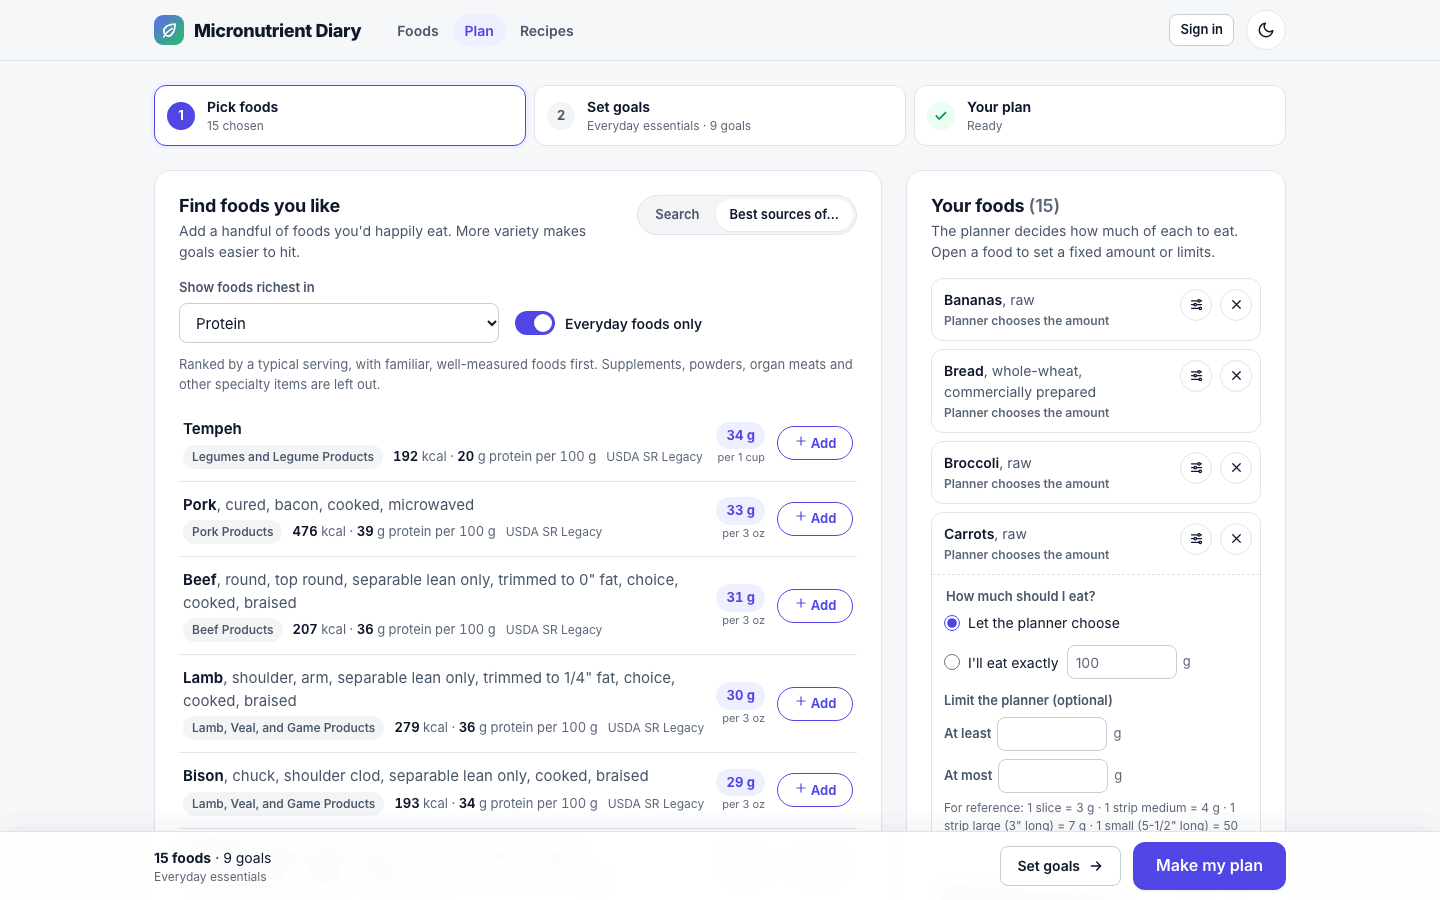 Micronutrient Diary
Foods
Plan
Recipes
Sign in
1
Pick foods
15 chosen
2
Set goals
Everyday essentials · 9 goals
Your plan
Ready
Find foods you like
Add a handful of foods you'd happily eat. More variety makes
goals easier to hit.
Search
Best sources of...
Show foods richest in
Protein
Everyday foods only
Ranked by a typical serving, with familiar, well-measured foods first. Supplements, powders, organ meats and
other specialty items are left out.
Tempeh
Legumes and Legume Products 192 kcal · 20 g protein per 100 g USDA SR Legacy
34 g
per 1 cup
+ Add
Pork, cured, bacon, cooked, microwaved
Pork Products 476 kcal · 39 g protein per 100 g USDA SR Legacy
33 g
per 3 oz
+ Add
Beef, round, top round, separable lean only, trimmed to 0" fat, choice,
cooked, braised
Beef Products 207 kcal · 36 g protein per 100 g USDA SR Legacy
31 g
per 3 oz
+ Add
Lamb, shoulder, arm, separable lean only, trimmed to 1/4" fat, choice,
cooked, braised
Lamb, Veal, and Game Products 279 kcal · 36 g protein per 100 g USDA SR Legacy
30 g
per 3 oz
+ Add
Bison, chuck, shoulder clod, separable lean only, cooked, braised
Lamb, Veal, and Game Products 193 kcal · 34 g protein per 100 g USDA SR Legacy
29 g
per 3 oz
+ Add
Your foods (15)
The planner decides how much of each to eat.
Open a food to set a fixed amount or limits.
Bananas, raw
Planner chooses the amount
Bread, whole-wheat,
commercially prepared
Planner chooses the amount
Broccoli, raw
Planner chooses the amount
Carrots, raw
Planner chooses the amount
How much should I eat?
Let the planner choose
I'll eat exactly 100 g
Limit the planner (optional)
At least g
At most g
For reference: 1 slice = 3 g · 1 strip medium = 4 g · 1
strip large (3" long) = 7 g · 1 small (5-1/2" long) = 50
15 foods · 9 goals
Everyday essentials
Set goals →
Make my plan